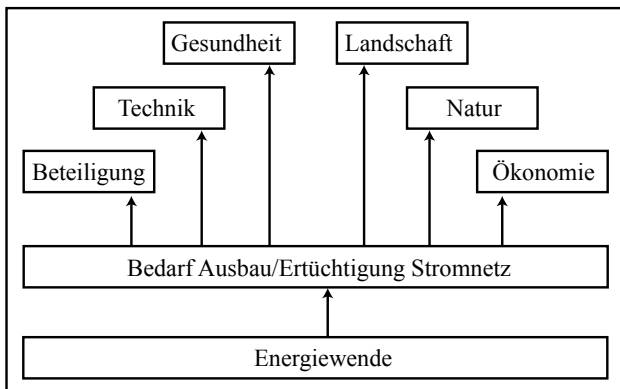 Gesundheit
Landschaft
Technik
Natur
Beteiligung
Ökonomie
Bedarf Ausbau/Ertüchtigung Stromnetz
Energiewende